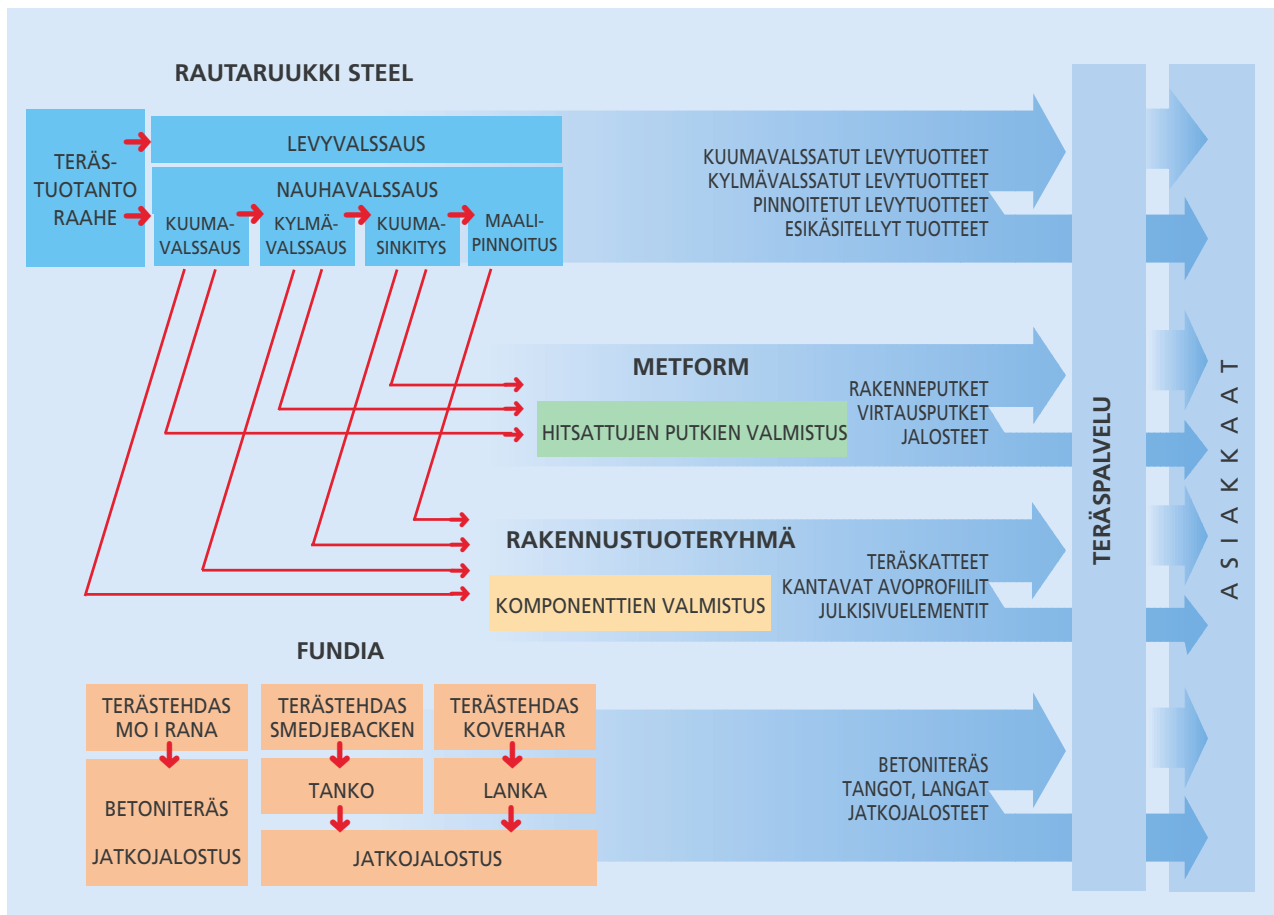 RAUTARUUKKI STEEL
TERÄS-
TUOTANTO
RAAHE
LEVYVALSSAUS
NAUHAVALSSAUS
KUUMA-
VALSSAUS
KYLMÄ-
VALSSAUS
KUUMA-
SINKITYS
MAALI-
PINNOITUS
KUUMAVALSSATUT LEVYTUOTTEET
KYLMÄVALSSATUT LEVYTUOTTEET
PINNOITETUT LEVYTUOTTEET
ESIKÄSITELLYT TUOTTEET
METFORM
HITSATTUJEN PUTKIEN VALMISTUS
RAKENNEPUTKET
VIRTAUSPUTKET
JALOSTEET
RAKENNUSTUOTERYHMÄ
KOMPONENTTIEN VALMISTUS
TERÄSKATTEET
KANTAVAT AVOPROFIILIT
JULKISIVUELEMENTIT
FUNDIA
TERÄSTEHDAS
MO I RANA
BETONITERÄS
JATKOJALOSTUS
TERÄSTEHDAS
SMEDJEBACKEN
TANKO
TERÄSTEHDAS
KOVERHAR
LANKA
JATKOJALOSTUS
BETONITERÄS
TANGOT, LANGAT
JATKOJALOSTEET
TERÄSPALVELU
ASIAKKAAT